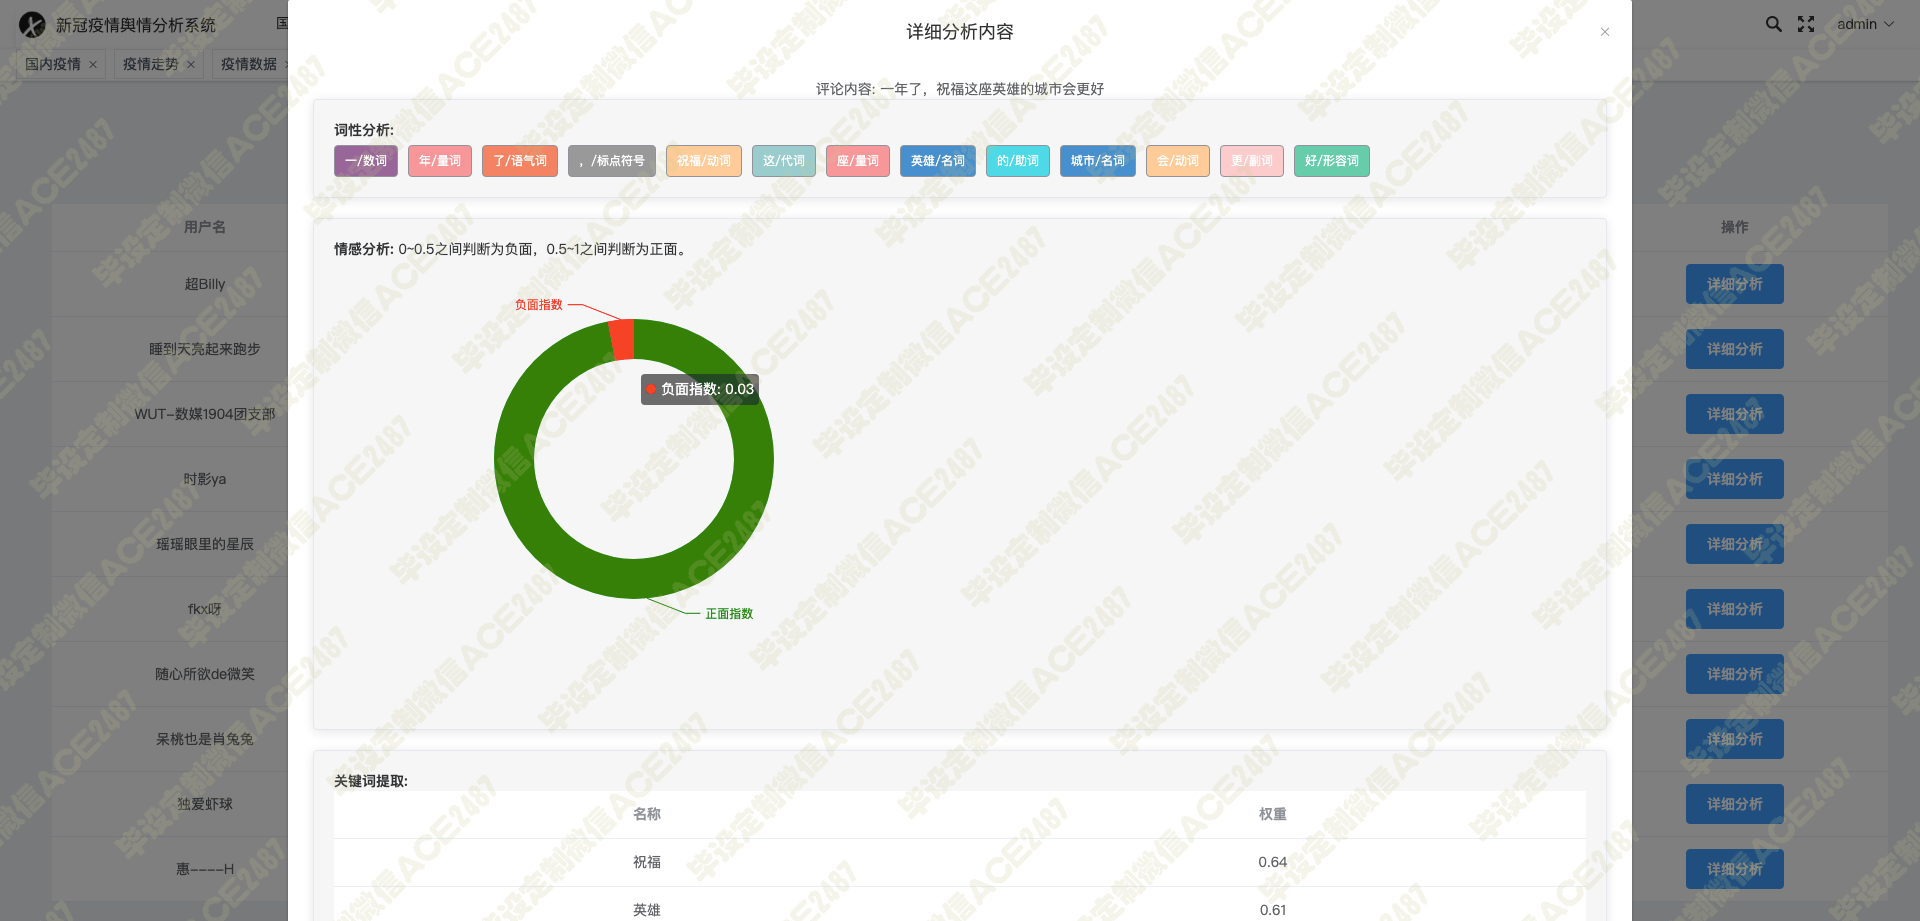 新冠疫情舆情分析系统
国
admin
国内疫情 ×
疫情走势 ×
疫情数据 ×
详细分析内容
×
评论内容: 一年了，祝福这座英雄的城市会更好
词性分析:
一/数词 年/量词 了/语气词 ，/标点符号 祝福/动词 这/代词 座/量词 英雄/名词 的/助词 城市/名词 会/动词 更/副词 好/形容词
情感分析: 0~0.5之间判断为负面，0.5~1之间判断为正面。
负面指数
负面指数: 0.03
正面指数
关键词提取:
名称 权重
祝福 0.64
英雄 0.61
用户名 操作
超Billy 详细分析
睡到天亮起来跑步 详细分析
WUT-数媒1904团支部 详细分析
时影ya 详细分析
瑶瑶眼里的星辰 详细分析
fkx呀 详细分析
随心所欲de微笑 详细分析
呆桃也是肖兔兔 详细分析
独爱虾球 详细分析
惠----H 详细分析
毕设定制微信ACE2487